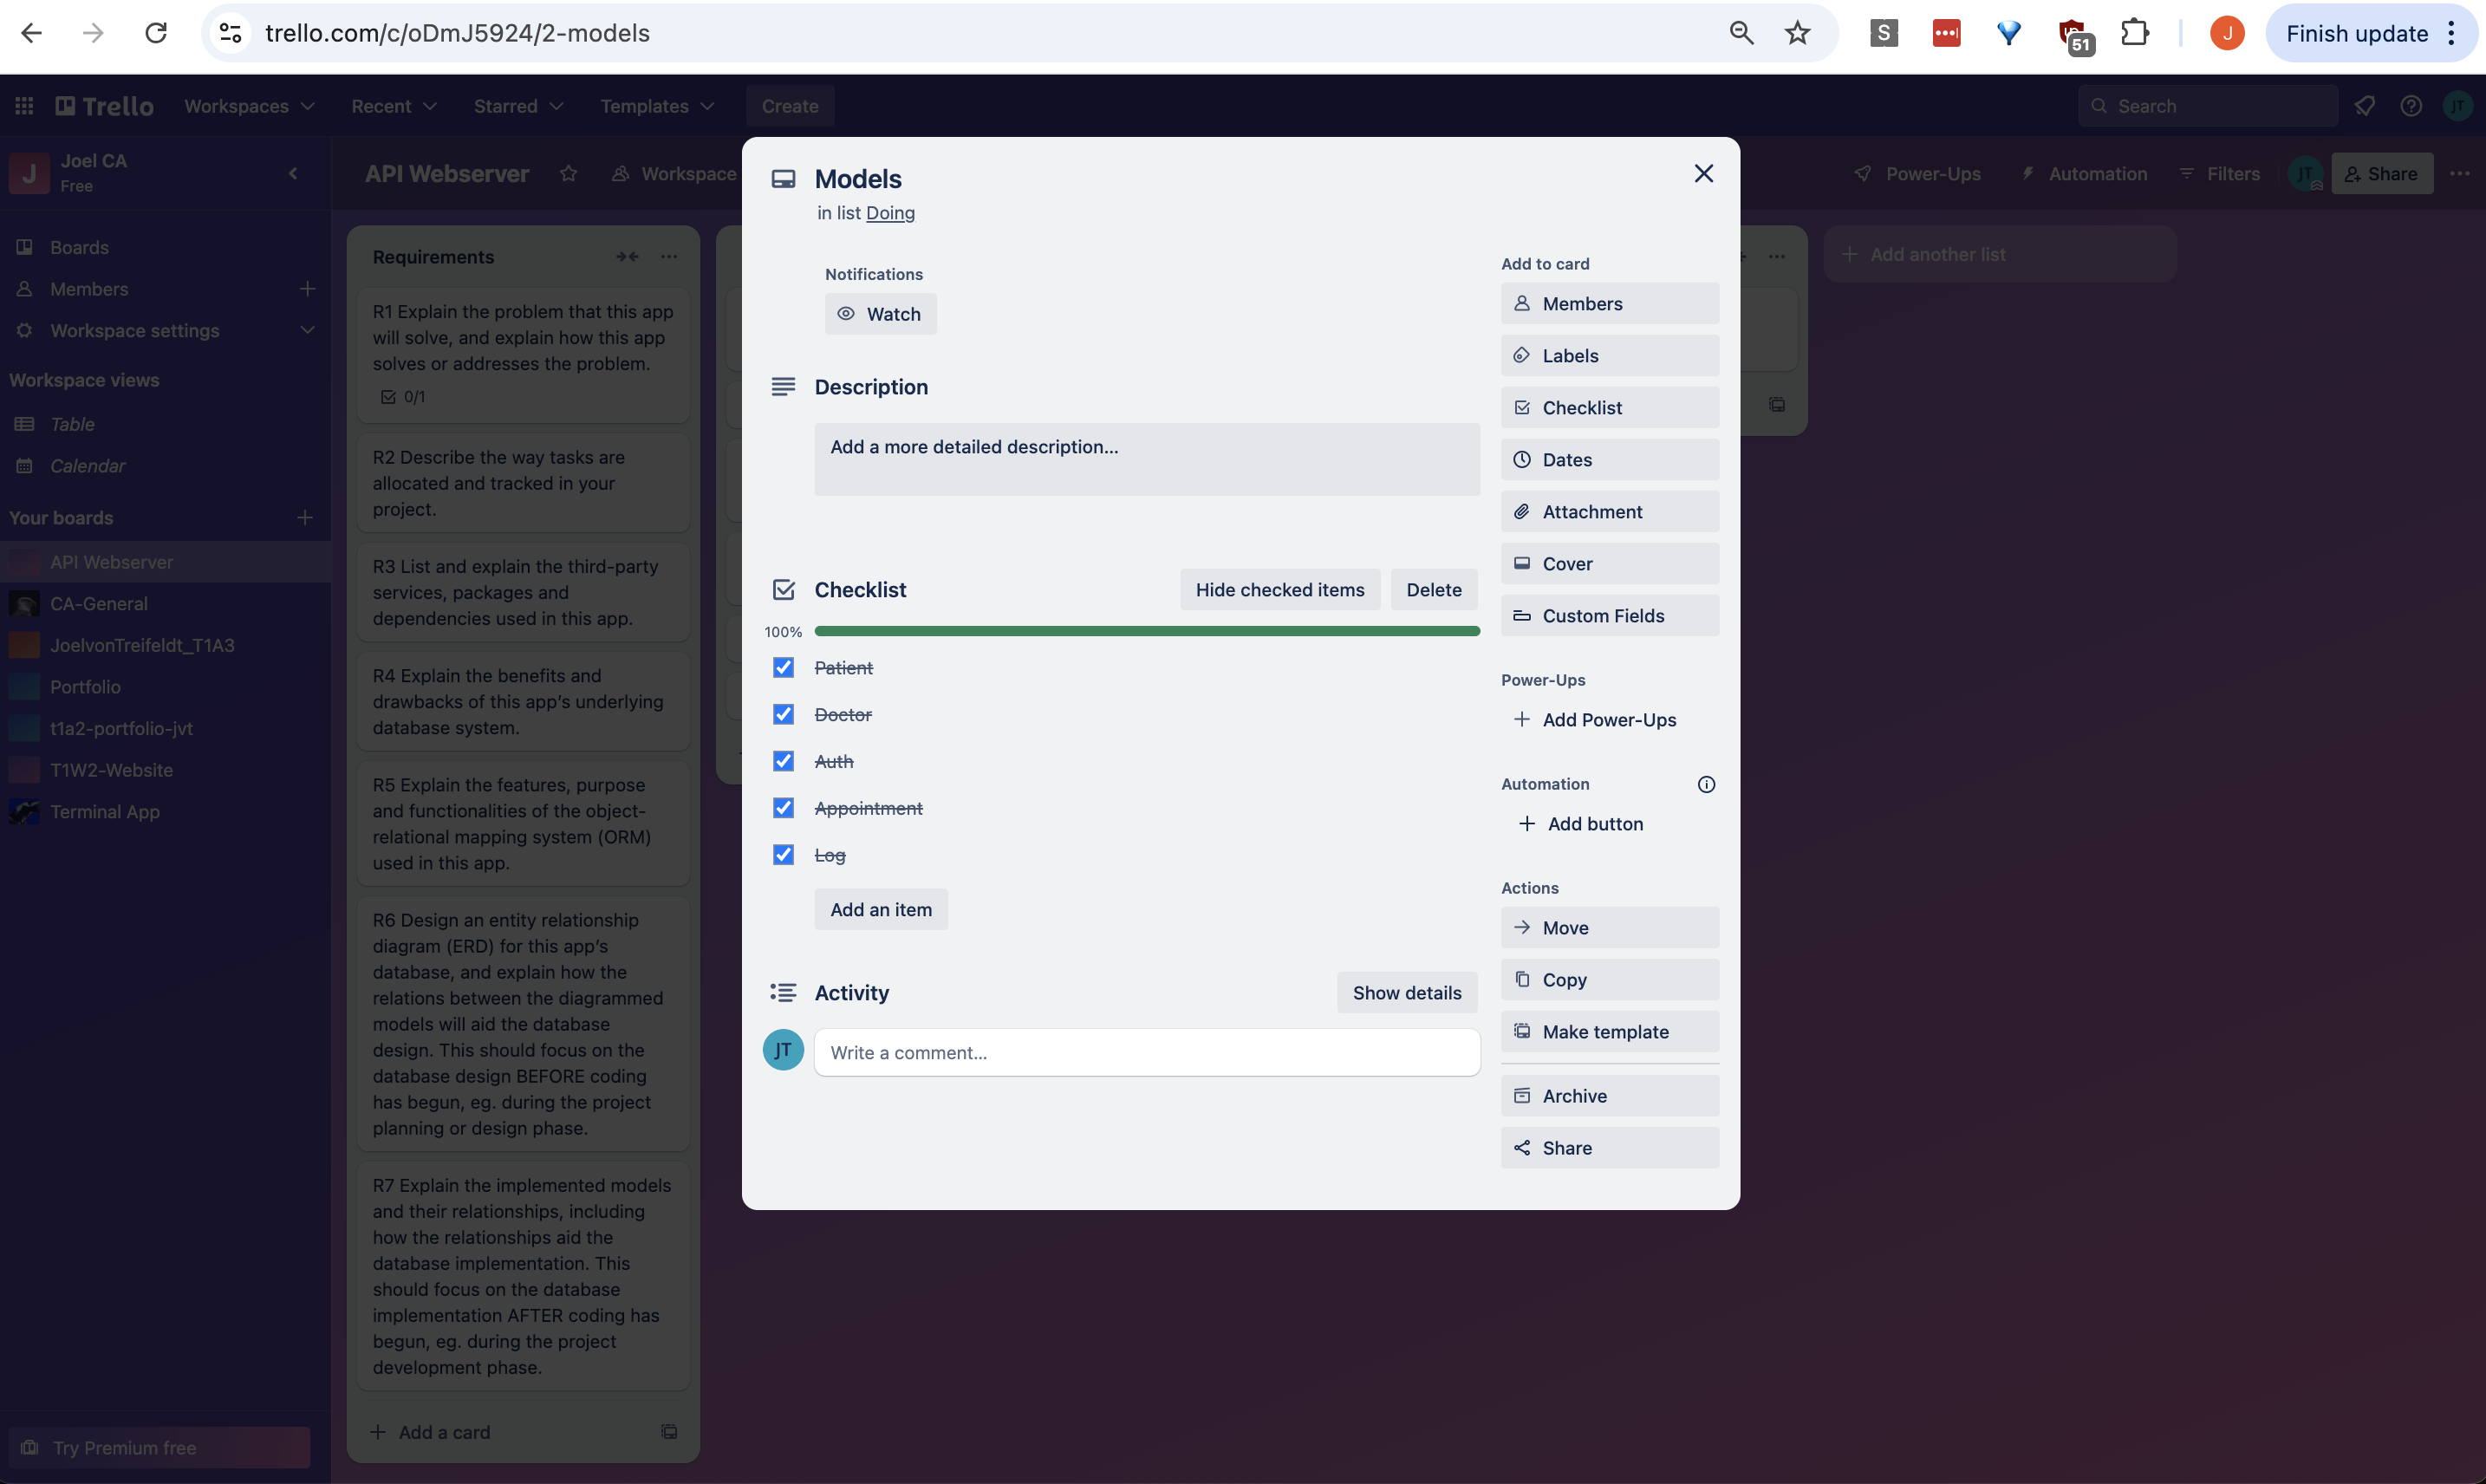 trello.com/c/oDmJ5924/2-models
S
51
J
Finish update
Trello
Workspaces
Recent
Starred
Templates
Create
Search
JT
J
Joel CA
Free
API Webserver
Workspace
Power-Ups
Automation
Filters
JT
Share
Boards
Members
Workspace settings
Workspace views
Table
Calendar
Your boards
API Webserver
CA-General
JoelvonTreifeldt_T1A3
Portfolio
t1a2-portfolio-jvt
T1W2-Website
Terminal App
Try Premium free
Requirements
R1 Explain the problem that this app
will solve, and explain how this app
solves or addresses the problem.
0/1
R2 Describe the way tasks are
allocated and tracked in your
project.
R3 List and explain the third-party
services, packages and
dependencies used in this app.
R4 Explain the benefits and
drawbacks of this app's underlying
database system.
R5 Explain the features, purpose
and functionalities of the object-
relational mapping system (ORM)
used in this app.
R6 Design an entity relationship
diagram (ERD) for this app's
database, and explain how the
relations between the diagrammed
models will aid the database
design. This should focus on the
database design BEFORE coding
has begun, eg. during the project
planning or design phase.
R7 Explain the implemented models
and their relationships, including
how the relationships aid the
database implementation. This
should focus on the database
implementation AFTER coding has
begun, eg. during the project
development phase.
Add a card
Models
in list Doing
Notifications
Watch
Description
Add a more detailed description...
Checklist
Hide checked items
Delete
100%
Patient
Doctor
Auth
Appointment
Log
Add an item
Activity
Show details
JT
Write a comment...
Add to card
Members
Labels
Checklist
Dates
Attachment
Cover
Custom Fields
Power-Ups
Add Power-Ups
Automation
Add button
Actions
Move
Copy
Make template
Archive
Share
Add another list